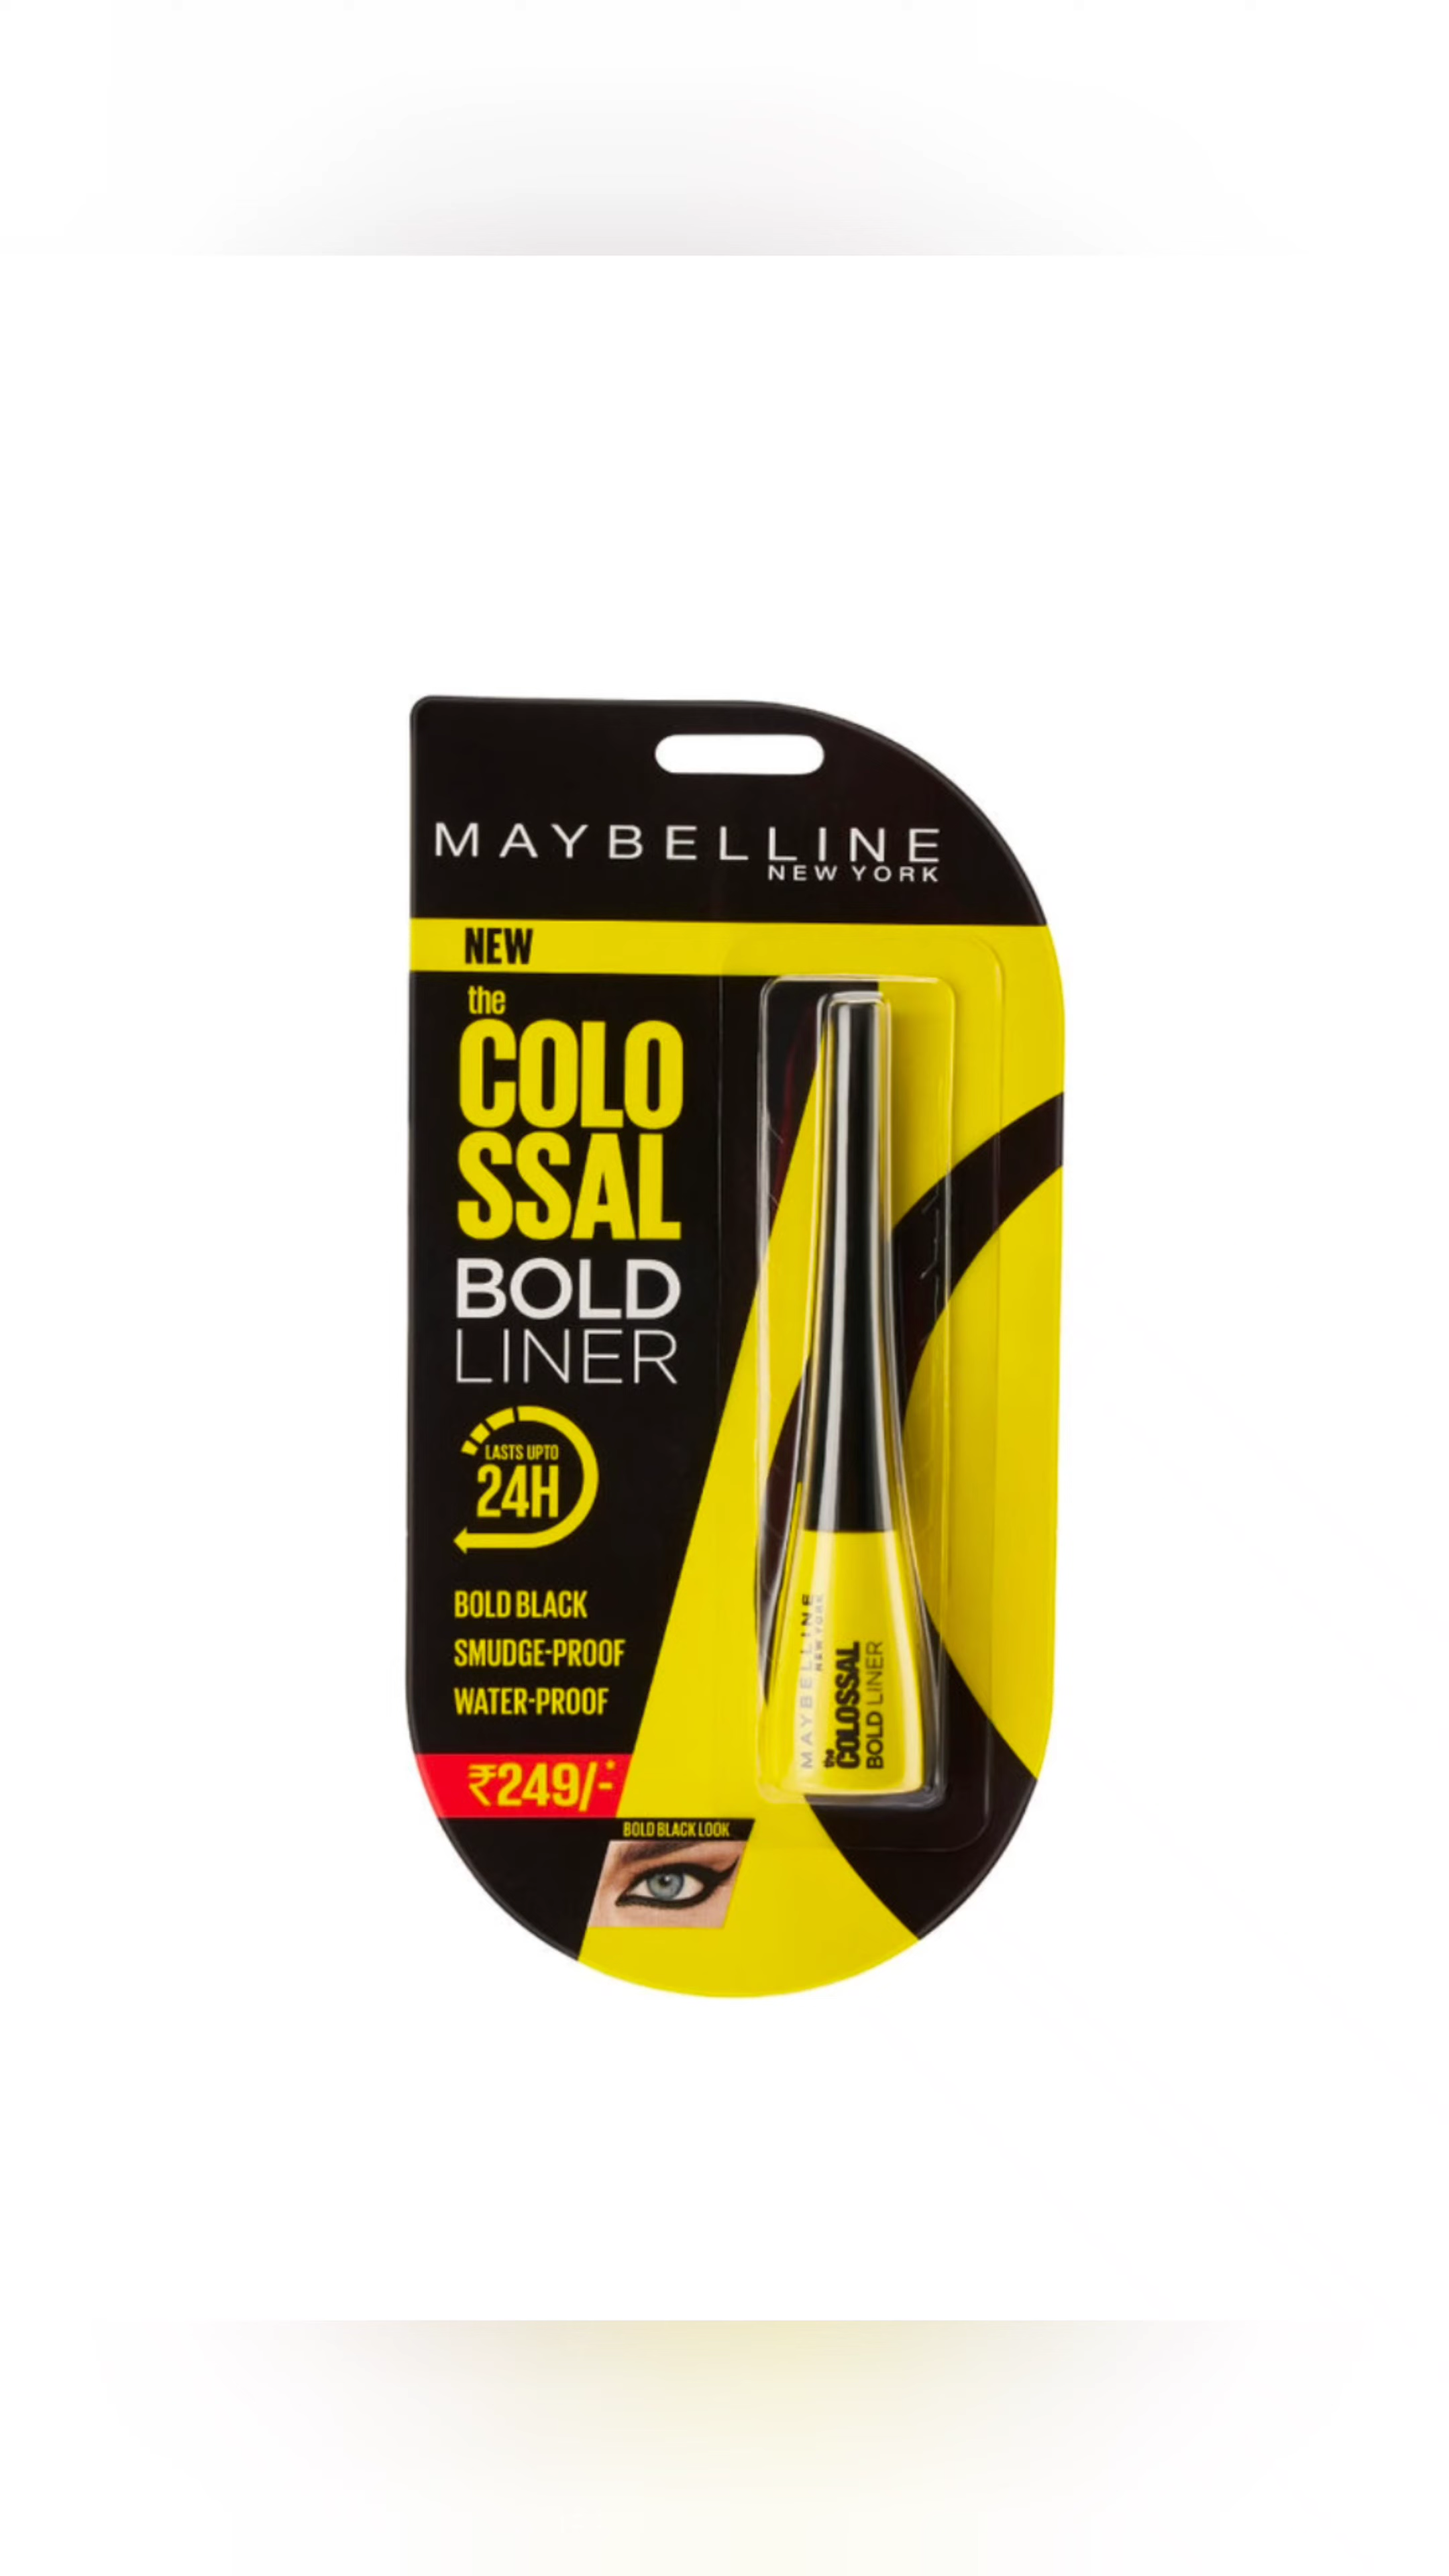 MAYBELLINE
NEW YORK
NEW
the
COLO
SSAL
BOLD
LINER
LASTS UPTO
24H
BOLD BLACK
SMUDGE-PROOF
WATER-PROOF
₹249/-*
BOLD BLACK LOOK
MAYBELLINE
NEW YORK
the
COLOSSAL
BOLD LINER